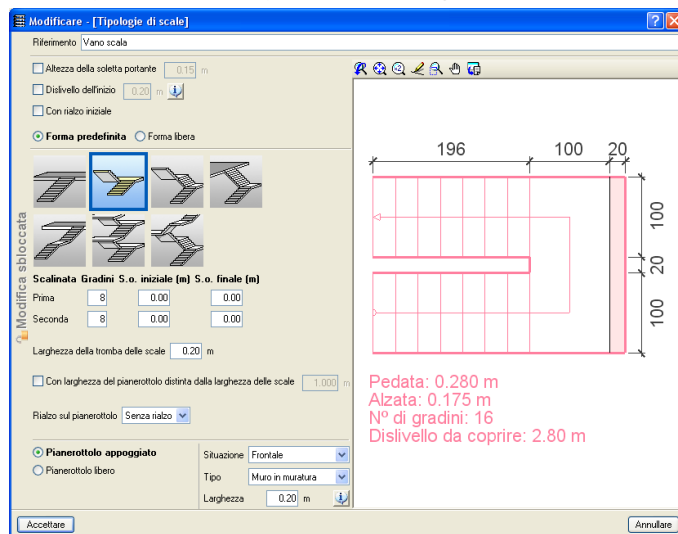 Modificare - [Tipologie di scale]
Riferimento Vano scala
Altezza della soletta portante 0.15 m
Dislivello dell'inizio 0.20 m
Con rialzo iniziale
Forma predefinita Forma libera
Modifica sbloccata
Scalinata Gradini S.o. iniziale (m) S.o. finale (m)
Prima 8 0.00 0.00
Seconda 8 0.00 0.00
Larghezza della tromba delle scale 0.20 m
Con larghezza del pianerottolo distinta dalla larghezza delle scale 1.000 m
Rialzo sul pianerottolo Senza rialzo
Pianerottolo appoggiato
Pianerottolo libero
Situazione Frontale
Tipo Muro in muratura
Larghezza 0.20 m
196 100 20
100
20
100
Pedata: 0.280 m
Alzata: 0.175 m
Nº di gradini: 16
Dislivello da coprire: 2.80 m
Accettare
Annullare